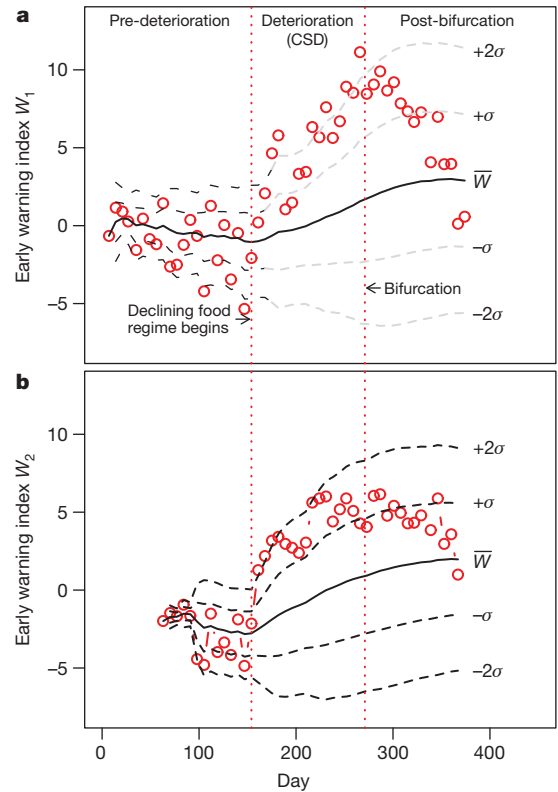 a
Pre-deterioration
Deterioration
(CSD)
Post-bifurcation
Early warning index W₁
10
5
0
−5
+2σ
+σ
W̅
−σ
−2σ
Declining food
regime begins
Bifurcation
b
Early warning index W₂
10
5
0
−5
+2σ
+σ
W̅
−σ
−2σ
0 100 200 300 400
Day